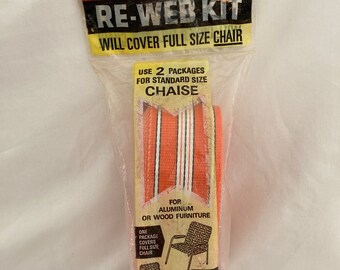 RE-WEB KIT
WILL COVER FULL SIZE CHAIR
USE 2 PACKAGES
FOR STANDARD SIZE
CHAISE
FOR
ALUMINUM
OR WOOD FURNITURE
ONE
PACKAGE
COVERS
FULL SIZE
CHAIR